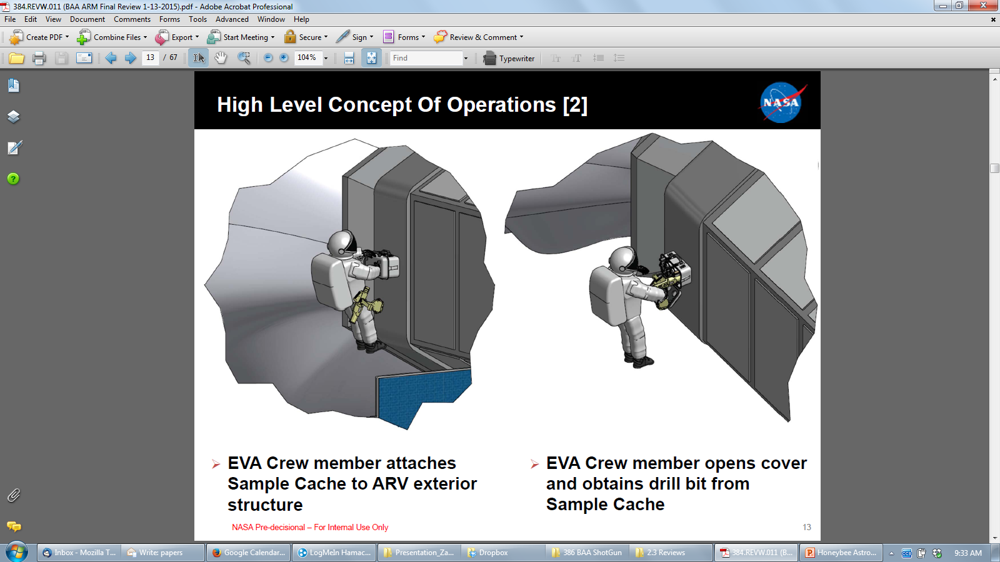 384.REVW.011 (BAA ARM Final Review 1-13-2015).pdf - Adobe Acrobat Professional
File Edit View Document Comments Forms Tools Advanced Window Help
Create PDF Combine Files Export Start Meeting Secure Sign Forms Review & Comment
13 / 67 104% Find Typewriter
High Level Concept Of Operations [2]
NASA
EVA Crew member attaches
Sample Cache to ARV exterior
structure
EVA Crew member opens cover
and obtains drill bit from
Sample Cache
NASA Pre-decisional – For Internal Use Only
13
Inbox - Mozilla T... Write: papers Google Calendar... LogMeIn Hamac... Presentation_Za... Dropbox 386 BAA ShotGun 2.3 Reviews 384.REVW.011 (B... Honeybee Astro... 9:33 AM